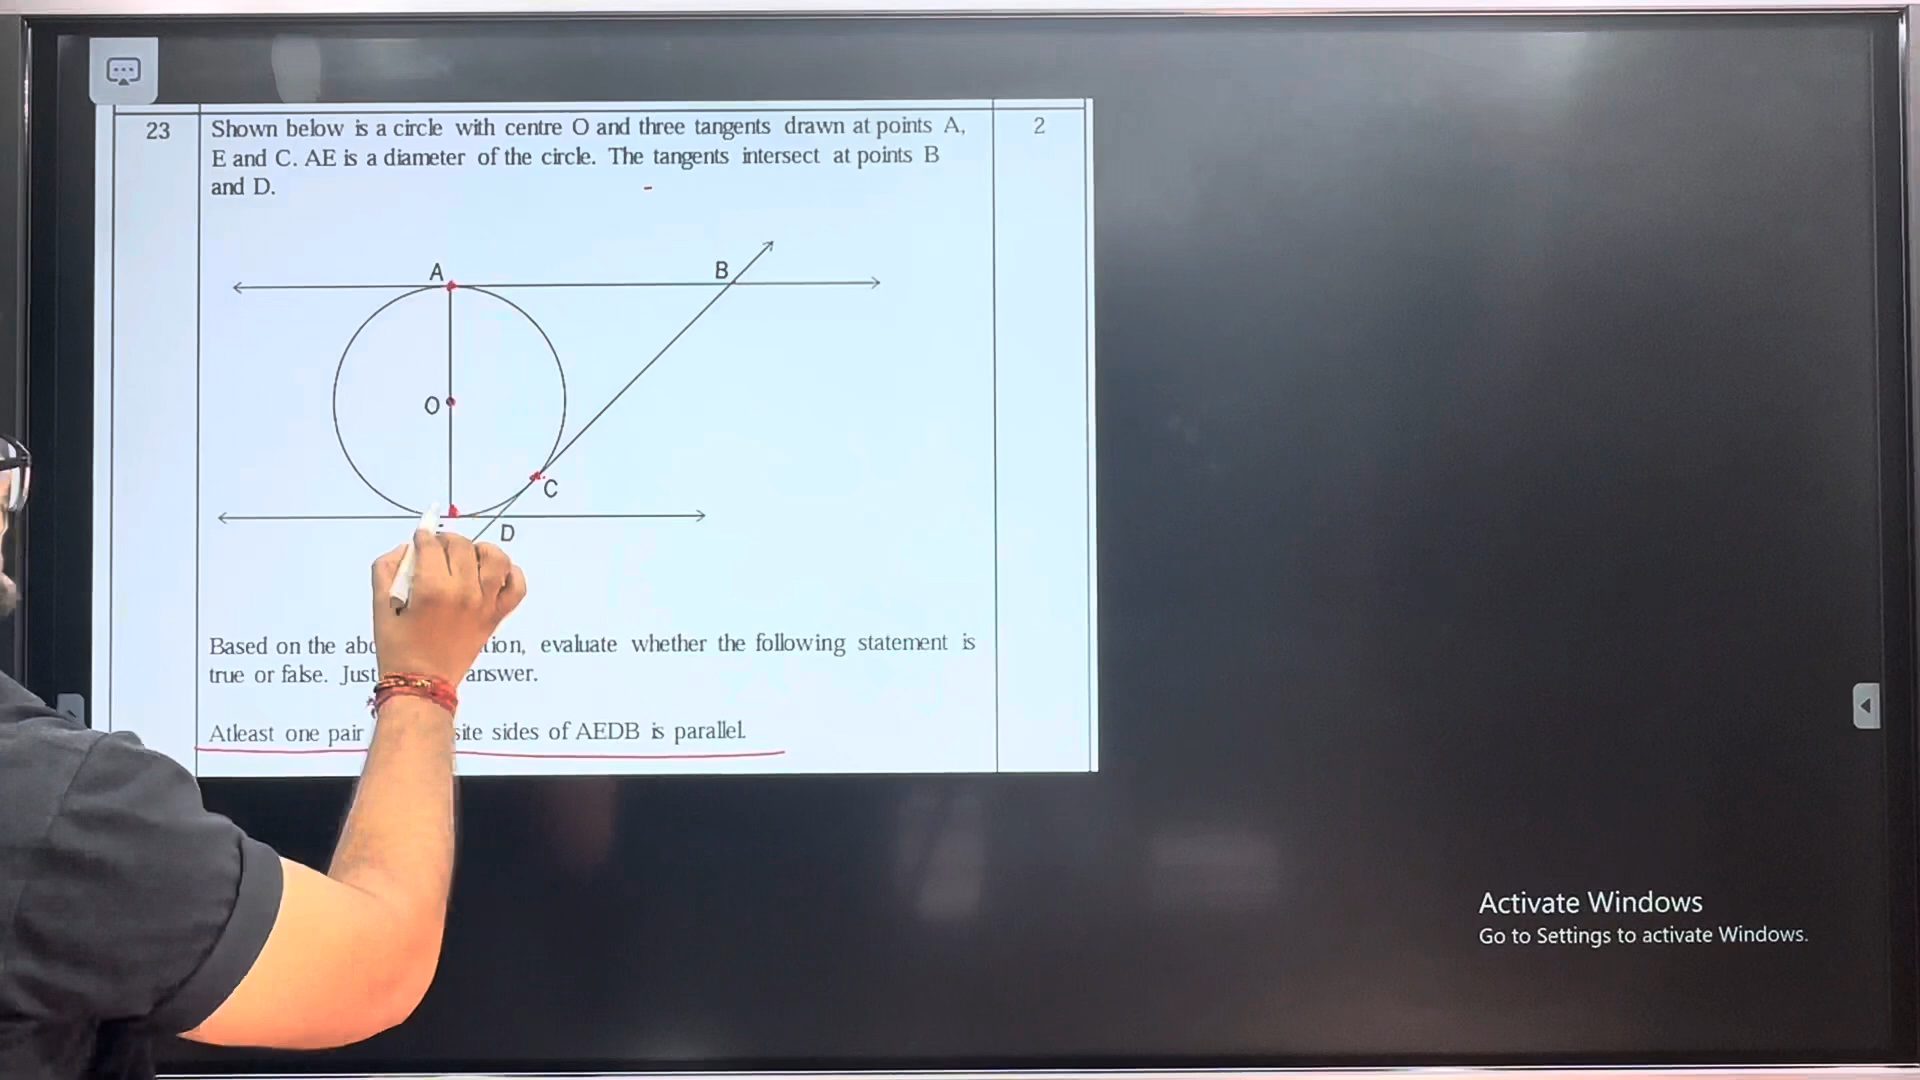 23
Shown below is a circle with centre O and three tangents drawn at points A,
2
E and C. AE is a diameter of the circle. The tangents intersect at points B
and D.
A
B
O
C
D
Based on the ion, evaluate whether the following statement is
true or false. answer.
Atleast one pair site sides of AEDB is parallel.
Activate Windows
Go to Settings to activate Windows.